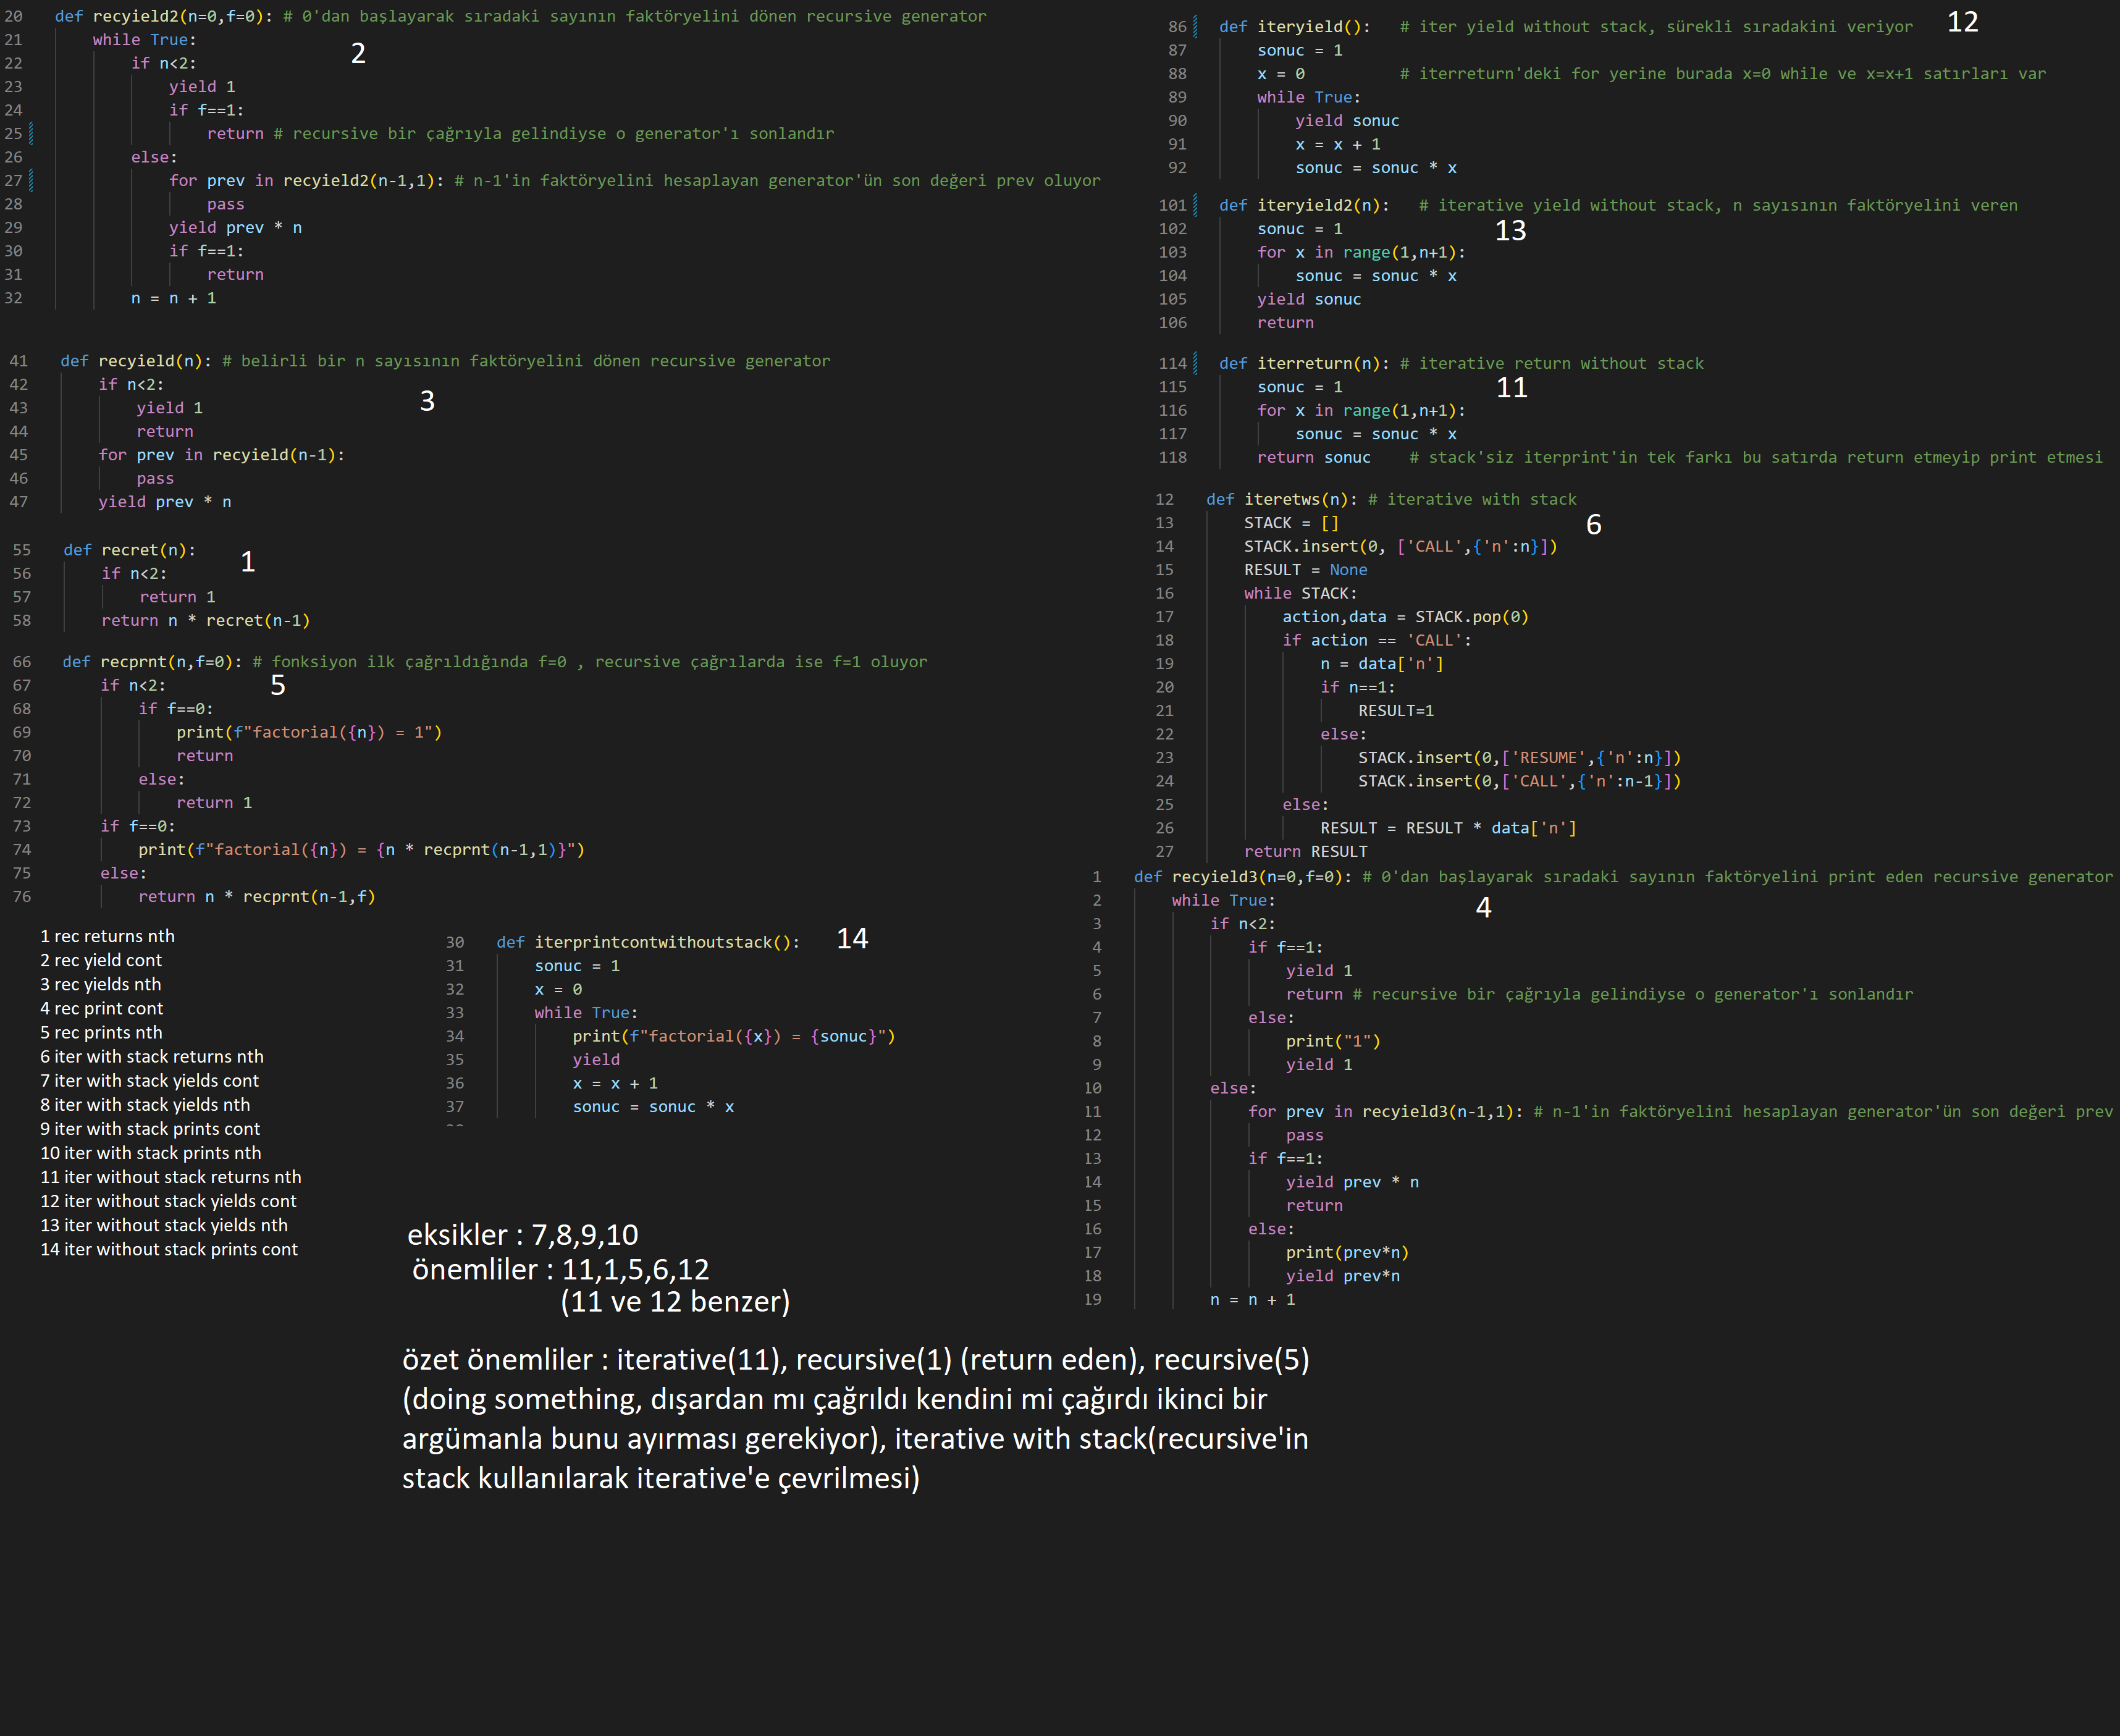 20 def recyield2(n=0,f=0): # 0'dan başlayarak sıradaki sayının faktöryelini dönen recursive generator
21     while True:
2
22         if n<2:
23             yield 1
24             if f==1:
25                 return # recursive bir çağrıyla gelindiyse o generator'ı sonlandır
26         else:
27             for prev in recyield2(n-1,1): # n-1'in faktöryelini hesaplayan generator'ün son değeri prev oluyor
28                 pass
29             yield prev * n
30             if f==1:
31                 return
32         n = n + 1
41 def recyield(n): # belirli bir n sayısının faktöryelini dönen recursive generator
42     if n<2:
3
43         yield 1
44         return
45     for prev in recyield(n-1):
46         pass
47     yield prev * n
55 def recret(n):
1
56     if n<2:
57         return 1
58     return n * recret(n-1)
66 def recprnt(n,f=0): # fonksiyon ilk çağrıldığında f=0 , recursive çağrılarda ise f=1 oluyor
67     if n<2:
5
68         if f==0:
69             print(f"factorial({n}) = 1")
70             return
71         else:
72             return 1
73     if f==0:
74         print(f"factorial({n}) = {n * recprnt(n-1,1)}")
75     else:
76         return n * recprnt(n-1,f)
1 rec returns nth
2 rec yield cont
3 rec yields nth
4 rec print cont
5 rec prints nth
6 iter with stack returns nth
7 iter with stack yields cont
8 iter with stack yields nth
9 iter with stack prints cont
10 iter with stack prints nth
11 iter without stack returns nth
12 iter without stack yields cont
13 iter without stack yields nth
14 iter without stack prints cont
30 def iterprintcontwithoutstack():
14
31     sonuc = 1
32     x = 0
33     while True:
34         print(f"factorial({x}) = {sonuc}")
35         yield
36         x = x + 1
37         sonuc = sonuc * x
eksikler : 7,8,9,10
önemliler : 11,1,5,6,12
(11 ve 12 benzer)
özet önemliler : iterative(11), recursive(1) (return eden), recursive(5)
(doing something, dışardan mı çağrıldı kendini mi çağırdı ikinci bir
argümanla bunu ayırması gerekiyor), iterative with stack(recursive'in
stack kullanılarak iterative'e çevrilmesi)
86 def iteryield():   # iter yield without stack, sürekli sıradakini veriyor
12
87     sonuc = 1
88     x = 0          # iterreturn'deki for yerine burada x=0 while ve x=x+1 satırları var
89     while True:
90         yield sonuc
91         x = x + 1
92         sonuc = sonuc * x
101 def iteryield2(n):   # iterative yield without stack, n sayısının faktöryelini veren
102     sonuc = 1
13
103     for x in range(1,n+1):
104         sonuc = sonuc * x
105     yield sonuc
106     return
114 def iterreturn(n): # iterative return without stack
115     sonuc = 1
11
116     for x in range(1,n+1):
117         sonuc = sonuc * x
118     return sonuc    # stack'siz iterprint'in tek farkı bu satırda return etmeyip print etmesi
12 def iteretws(n): # iterative with stack
13     STACK = []
6
14     STACK.insert(0, ['CALL',{'n':n}])
15     RESULT = None
16     while STACK:
17         action,data = STACK.pop(0)
18         if action == 'CALL':
19             n = data['n']
20             if n==1:
21                 RESULT=1
22             else:
23                 STACK.insert(0,['RESUME',{'n':n}])
24                 STACK.insert(0,['CALL',{'n':n-1}])
25         else:
26             RESULT = RESULT * data['n']
27     return RESULT
1 def recyield3(n=0,f=0): # 0'dan başlayarak sıradaki sayının faktöryelini print eden recursive generator
2     while True:
4
3         if n<2:
4             if f==1:
5                 yield 1
6                 return # recursive bir çağrıyla gelindiyse o generator'ı sonlandır
7             else:
8                 print("1")
9                 yield 1
10         else:
11             for prev in recyield3(n-1,1): # n-1'in faktöryelini hesaplayan generator'ün son değeri prev
12                 pass
13             if f==1:
14                 yield prev * n
15                 return
16             else:
17                 print(prev*n)
18                 yield prev*n
19         n = n + 1